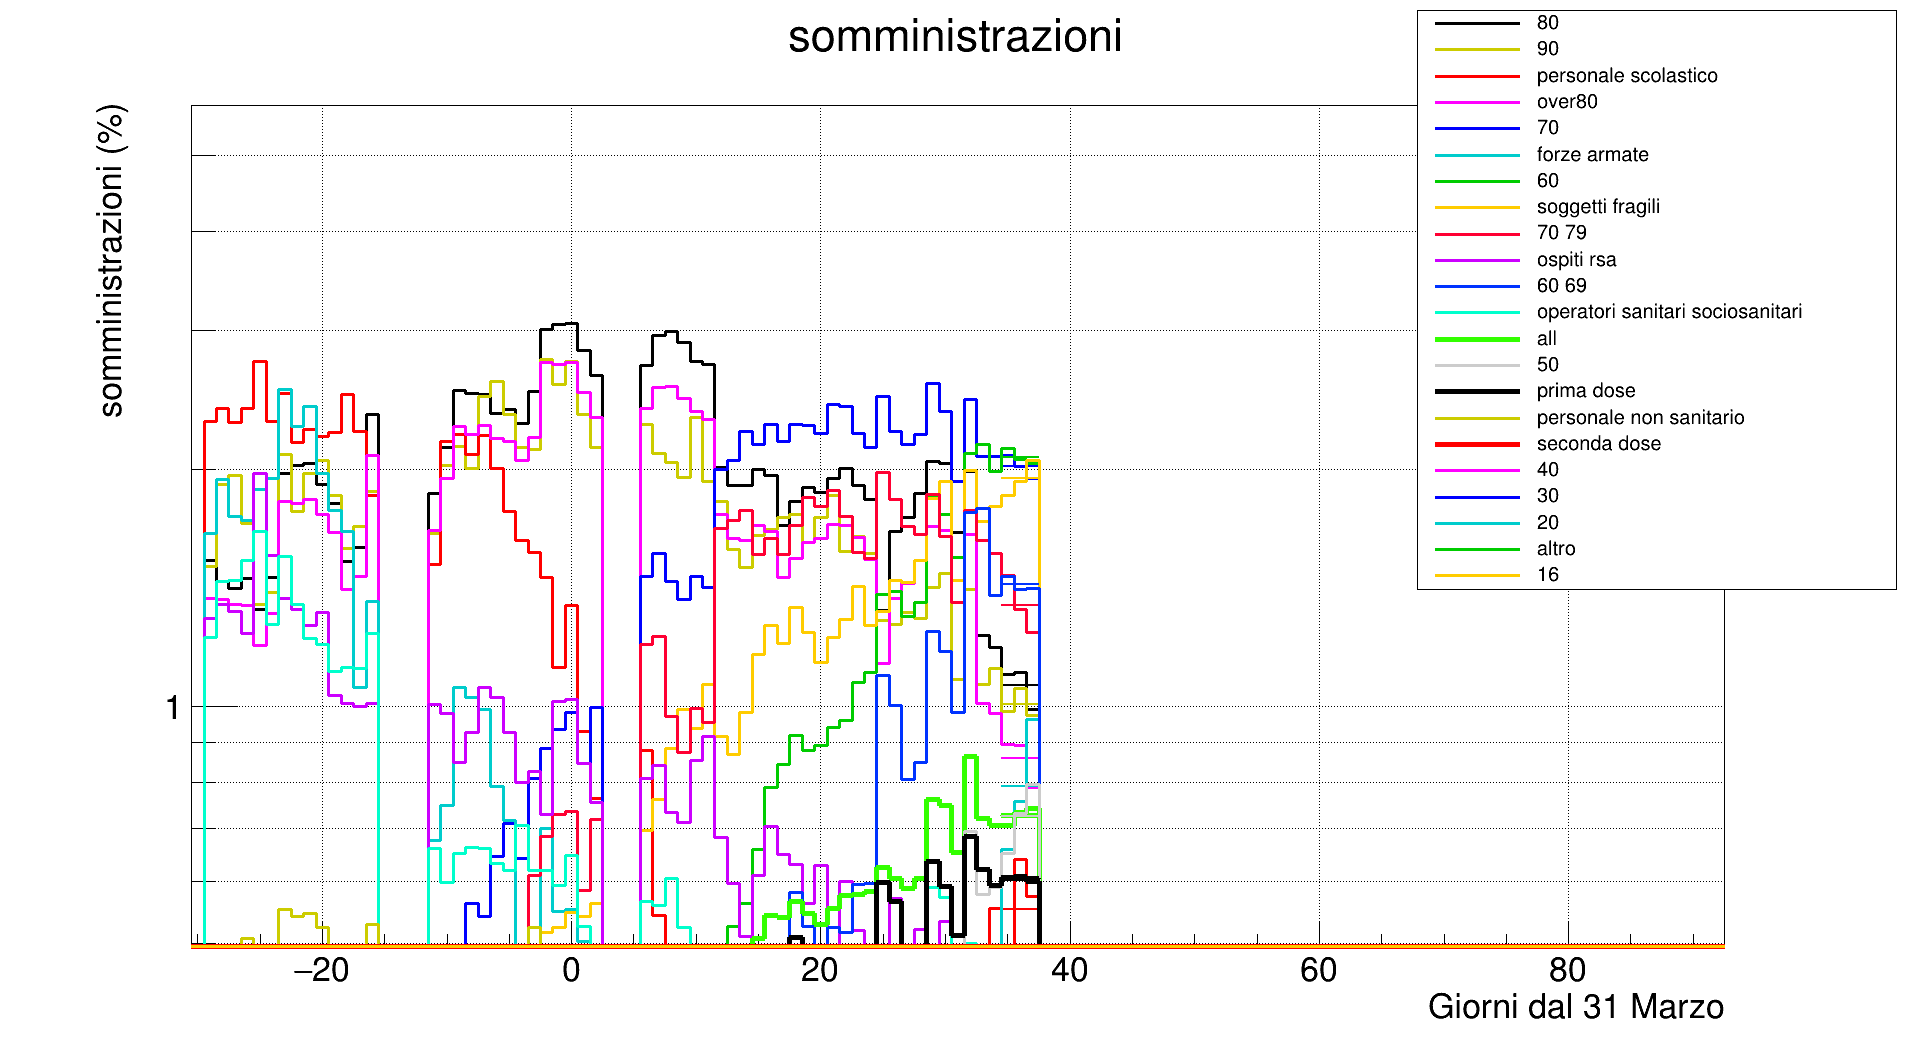 somministrazioni
somministrazioni (%)
80
90
personale scolastico
over80
70
forze armate
60
soggetti fragili
70 79
ospiti rsa
60 69
operatori sanitari sociosanitari
all
50
prima dose
personale non sanitario
seconda dose
40
30
20
altro
16
1
−20 0 20 40 60 80
Giorni dal 31 Marzo